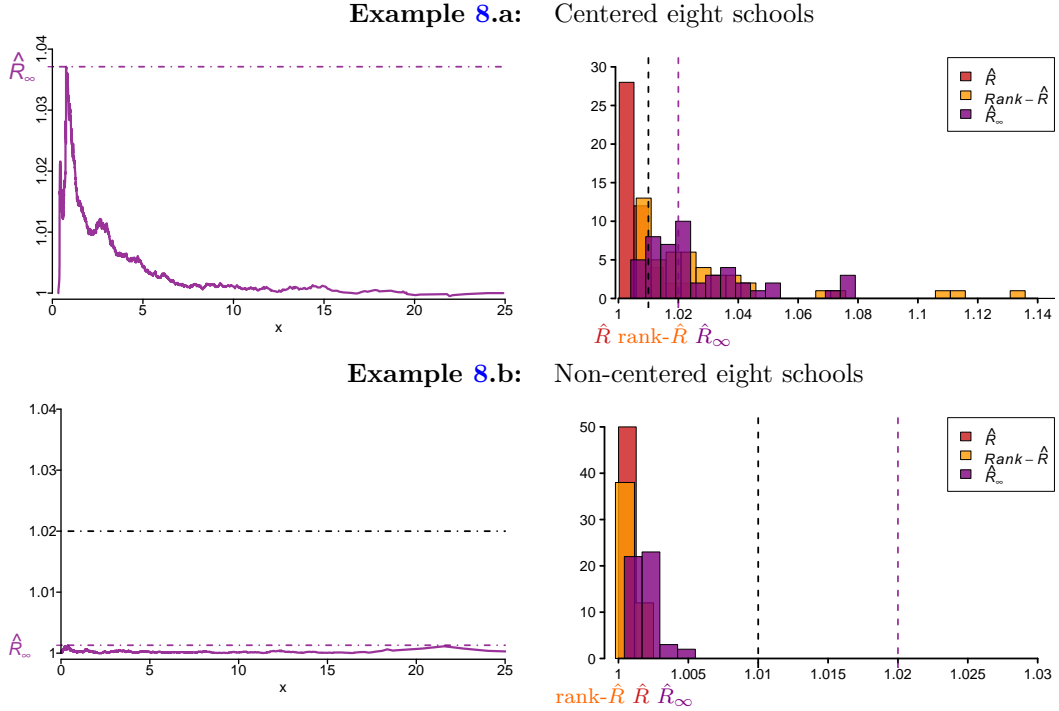 Example 8.a: Centered eight schools
R̂∞
1
1.01
1.02
1.03
1.04
0 5 10 15 20 25
x
30
25
20
15
10
5
0
1 1.02 1.04 1.06 1.08 1.1 1.12 1.14
R̂
Rank − R̂
R̂∞
R̂ rank-R̂ R̂∞
Example 8.b: Non-centered eight schools
1.04
1.03
1.02
1.01
R̂∞
1
0 5 10 15 20 25
x
50
40
30
20
10
0
1 1.005 1.01 1.015 1.02 1.025 1.03
R̂
Rank − R̂
R̂∞
rank-R̂ R̂ R̂∞